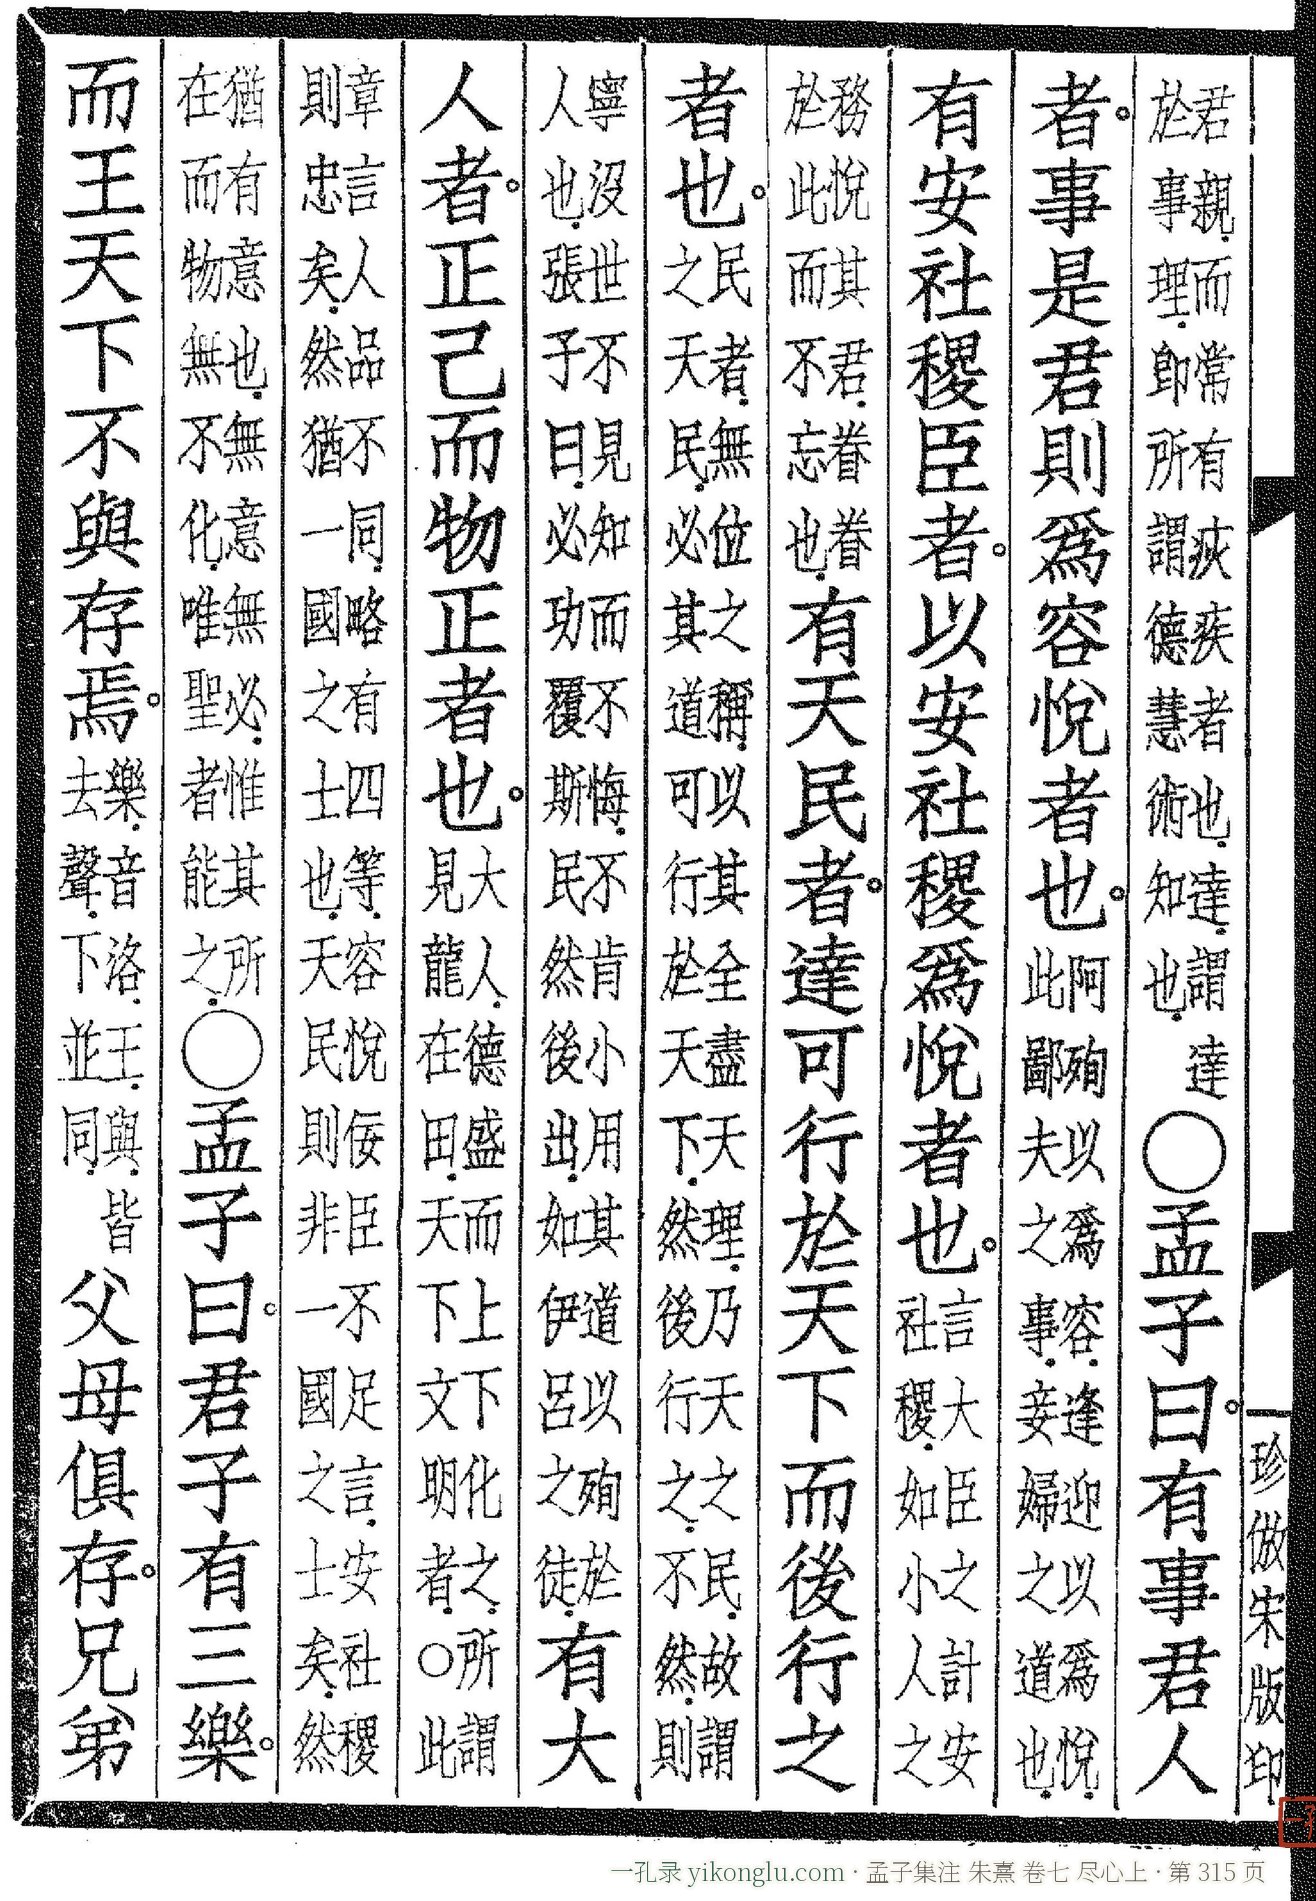 珍倣宋版印
君親．而常有疢疾者也．達．謂達於事理．即所謂德慧術知也．○孟子曰。有事君人
者。事是君則爲容悅者也。阿殉以爲容．逢迎以爲悅．此鄙夫之事．妾婦之道也．
有安社稷臣者。以安社稷爲悅者也。言大臣之計安社稷．如小人之
務悅其君．眷眷於此而不忘也．有天民者。達可行於天下而後行之
者也。民者．無位之稱．以其全盡天理．乃天之民．故謂之天民．必其道可行於天下．然後行之．不然．則
寧沒世不見知而不悔．不肯小用其道以殉於人也．張子曰．必功覆斯民然後出．如伊呂之徒．有大
人者。正己而物正者也。大人．德盛而上下化之．所謂見龍在田．天下文明者．○此
章言人品不同．略有四等．容悅佞臣不足言．安社稷則忠矣．然猶一國之士也．天民則非一國之士矣．然
猶有意也．無意無必．惟其所在而物無不化．唯聖者能之．○孟子曰。君子有三樂。
而王天下不與存焉。樂．音洛．王．與．皆去聲．下並同．父母俱存。兄弟
一孔录 yikonglu.com · 孟子集注 朱熹 卷七 尽心上 · 第 315 页